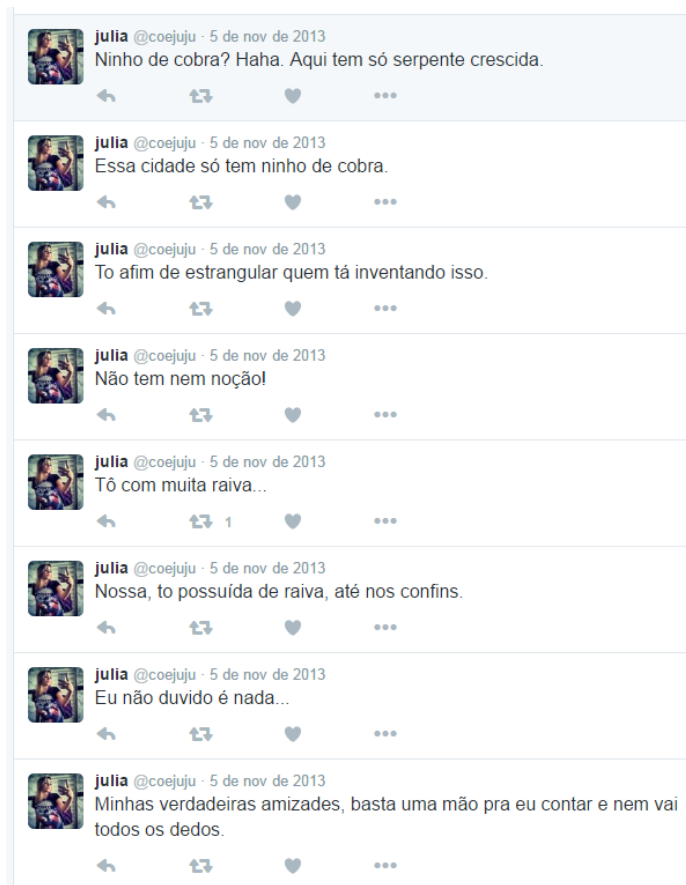 julia @coejuju · 5 de nov de 2013
Ninho de cobra? Haha. Aqui tem só serpente crescida.
julia @coejuju · 5 de nov de 2013
Essa cidade só tem ninho de cobra.
julia @coejuju · 5 de nov de 2013
To afim de estrangular quem tá inventando isso.
julia @coejuju · 5 de nov de 2013
Não tem nem noção!
julia @coejuju · 5 de nov de 2013
Tô com muita raiva...
1
julia @coejuju · 5 de nov de 2013
Nossa, to possuída de raiva, até nos confins.
julia @coejuju · 5 de nov de 2013
Eu não duvido é nada...
julia @coejuju · 5 de nov de 2013
Minhas verdadeiras amizades, basta uma mão pra eu contar e nem vai
todos os dedos.